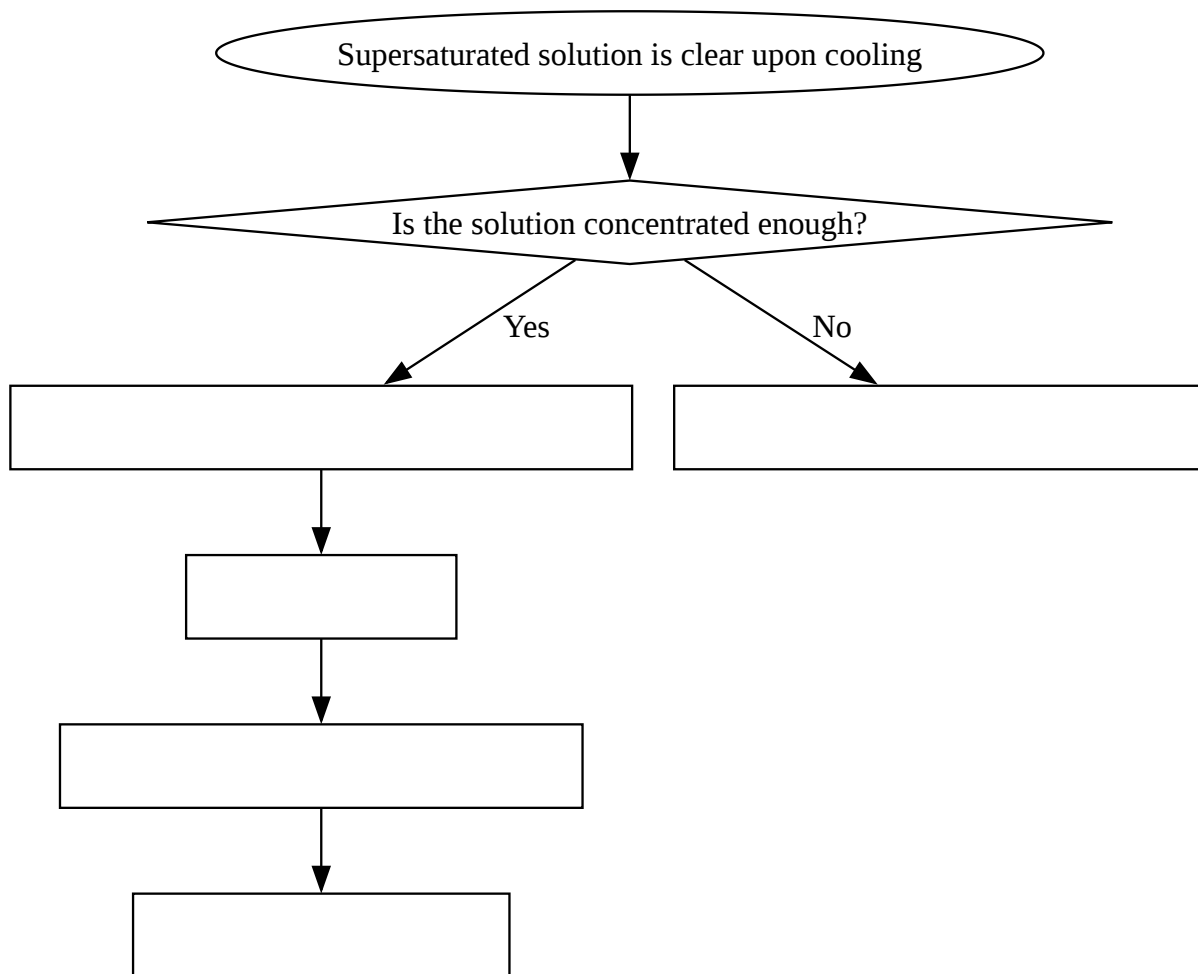 Supersaturated solution is clear upon cooling
Is the solution concentrated enough?
Yes
No